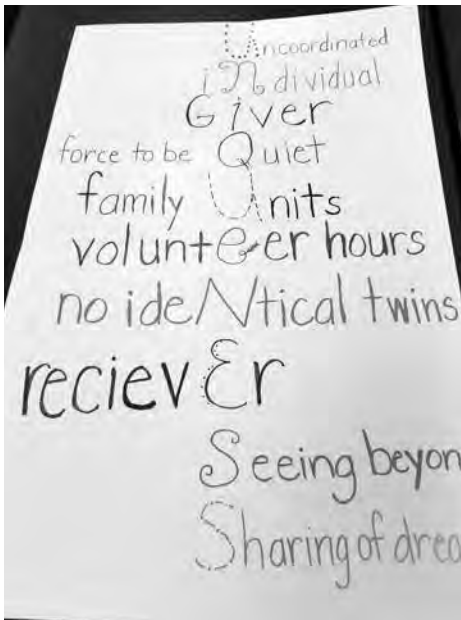 Uncoordinated
iNdividual
Giver
force to be Quiet
family Units
volunteer hours
no ideNtical twins
recievEr
Seeing beyon
Sharing of drea